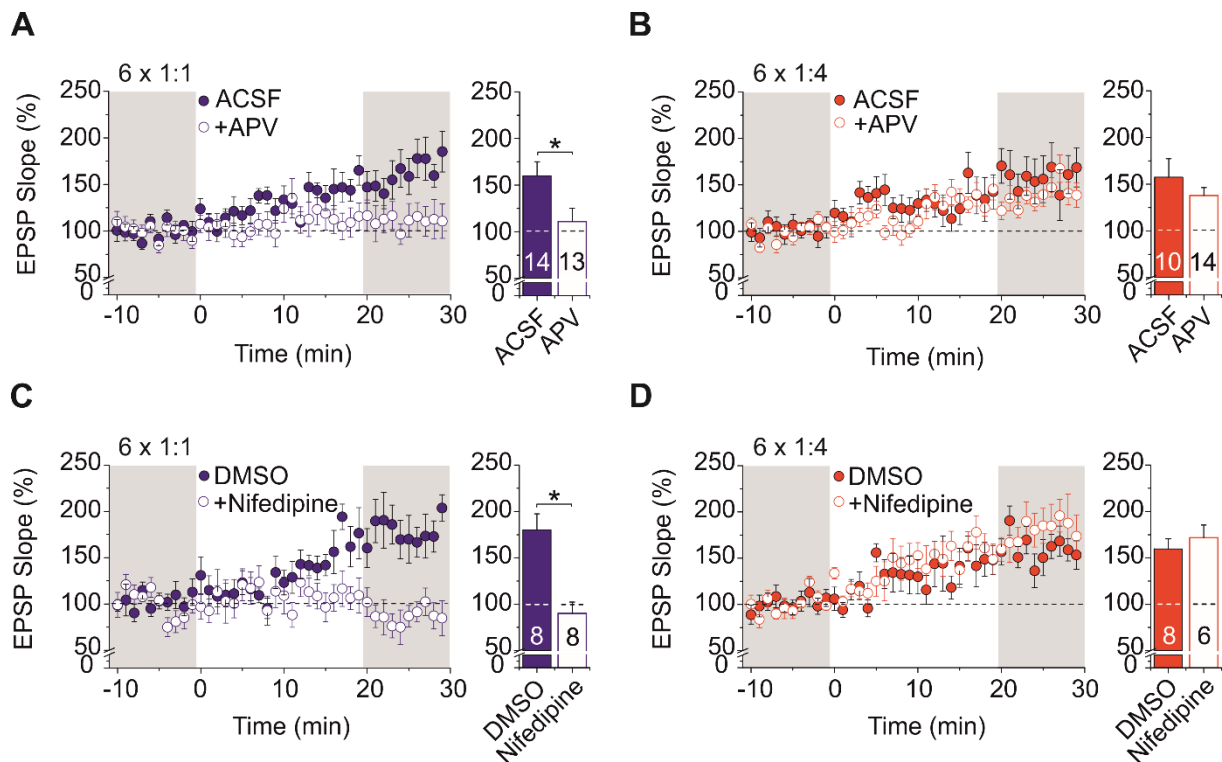 A
6 x 1:1
ACSF
+APV
EPSP Slope (%)
250
200
150
100
50
0
-10 0 10 20 30
Time (min)
250
200
150
100
50
0
*
14 13
ACSF APV
B
6 x 1:4
ACSF
+APV
EPSP Slope (%)
250
200
150
100
50
0
-10 0 10 20 30
Time (min)
250
200
150
100
50
0
10 14
ACSF APV
C
6 x 1:1
DMSO
+Nifedipine
EPSP Slope (%)
250
200
150
100
50
0
-10 0 10 20 30
Time (min)
250
200
150
100
50
0
*
8 8
DMSO Nifedipine
D
6 x 1:4
DMSO
+Nifedipine
EPSP Slope (%)
250
200
150
100
50
0
-10 0 10 20 30
Time (min)
250
200
150
100
50
0
8 6
DMSO Nifedipine